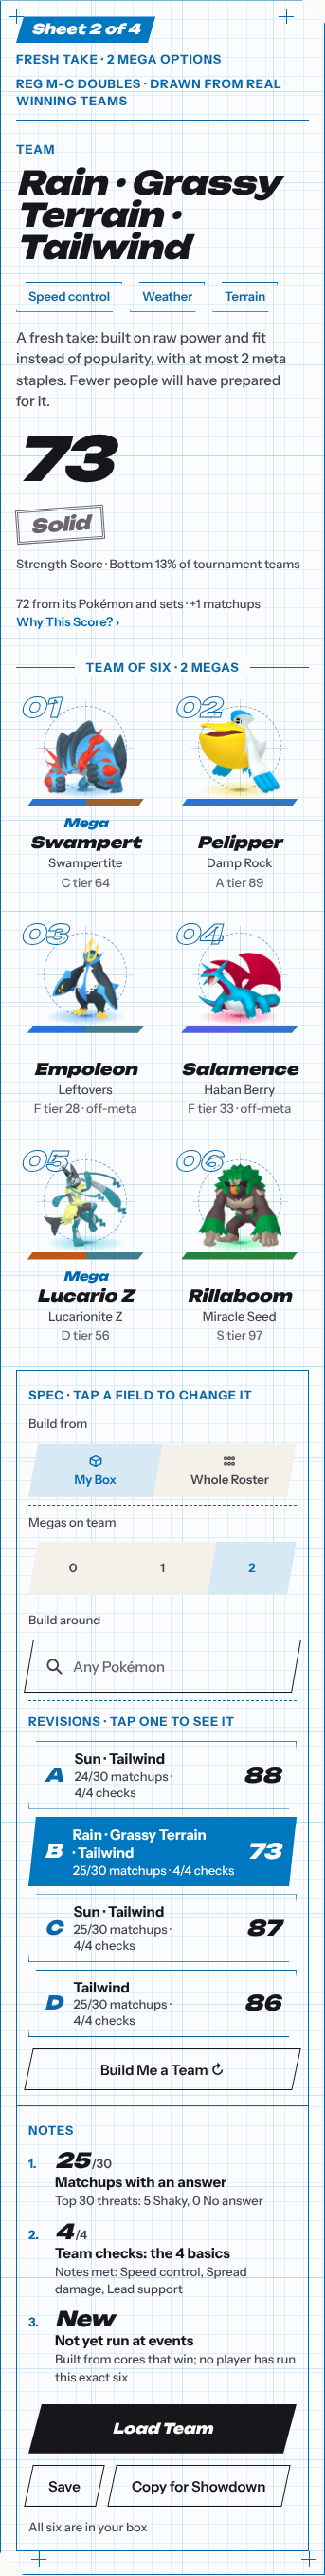 Sheet 2 of 4
FRESH TAKE · 2 MEGA OPTIONS
REG M-C DOUBLES · DRAWN FROM REAL
WINNING TEAMS
TEAM
Rain · Grassy
Terrain ·
Tailwind
Speed control
Weather
Terrain
A fresh take: built on raw power and fit
instead of popularity, with at most 2 meta
staples. Fewer people will have prepared
for it.
73
Solid
Strength Score · Bottom 13% of tournament teams
72 from its Pokémon and sets · +1 matchups
Why This Score? ›
TEAM OF SIX · 2 MEGAS
01
Mega
Swampert
Swampertite
C tier 64
02
Pelipper
Damp Rock
A tier 89
03
Empoleon
Leftovers
F tier 28 · off-meta
04
Salamence
Haban Berry
F tier 33 · off-meta
05
Mega
Lucario Z
Lucarionite Z
D tier 56
06
Rillaboom
Miracle Seed
S tier 97
SPEC · TAP A FIELD TO CHANGE IT
Build from
My Box
Whole Roster
Megas on team
0
1
2
Build around
Any Pokémon
REVISIONS · TAP ONE TO SEE IT
A
Sun · Tailwind
24/30 matchups ·
4/4 checks
88
B
Rain · Grassy Terrain
· Tailwind
25/30 matchups · 4/4 checks
73
C
Sun · Tailwind
25/30 matchups ·
4/4 checks
87
D
Tailwind
25/30 matchups ·
4/4 checks
86
Build Me a Team ↻
NOTES
1. 25/30
Matchups with an answer
Top 30 threats: 5 Shaky, 0 No answer
2. 4/4
Team checks: the 4 basics
Notes met: Speed control, Spread
damage, Lead support
3. New
Not yet run at events
Built from cores that win; no player has run
this exact six
Load Team
Save
Copy for Showdown
All six are in your box